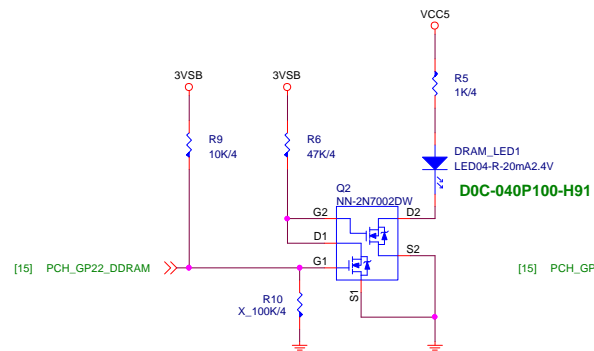 VCC5
3VSB
3VSB
R5
1K/4
R9
10K/4
R6
47K/4
DRAM_LED1
LED04-R-20mA2.4V
D0C-040P100-H91
Q2
NN-2N7002DW
G2
D2
D1
S2
G1
S1
[15] PCH_GP22_DDRAM
[15] PCH_GP
R10
X_100K/4